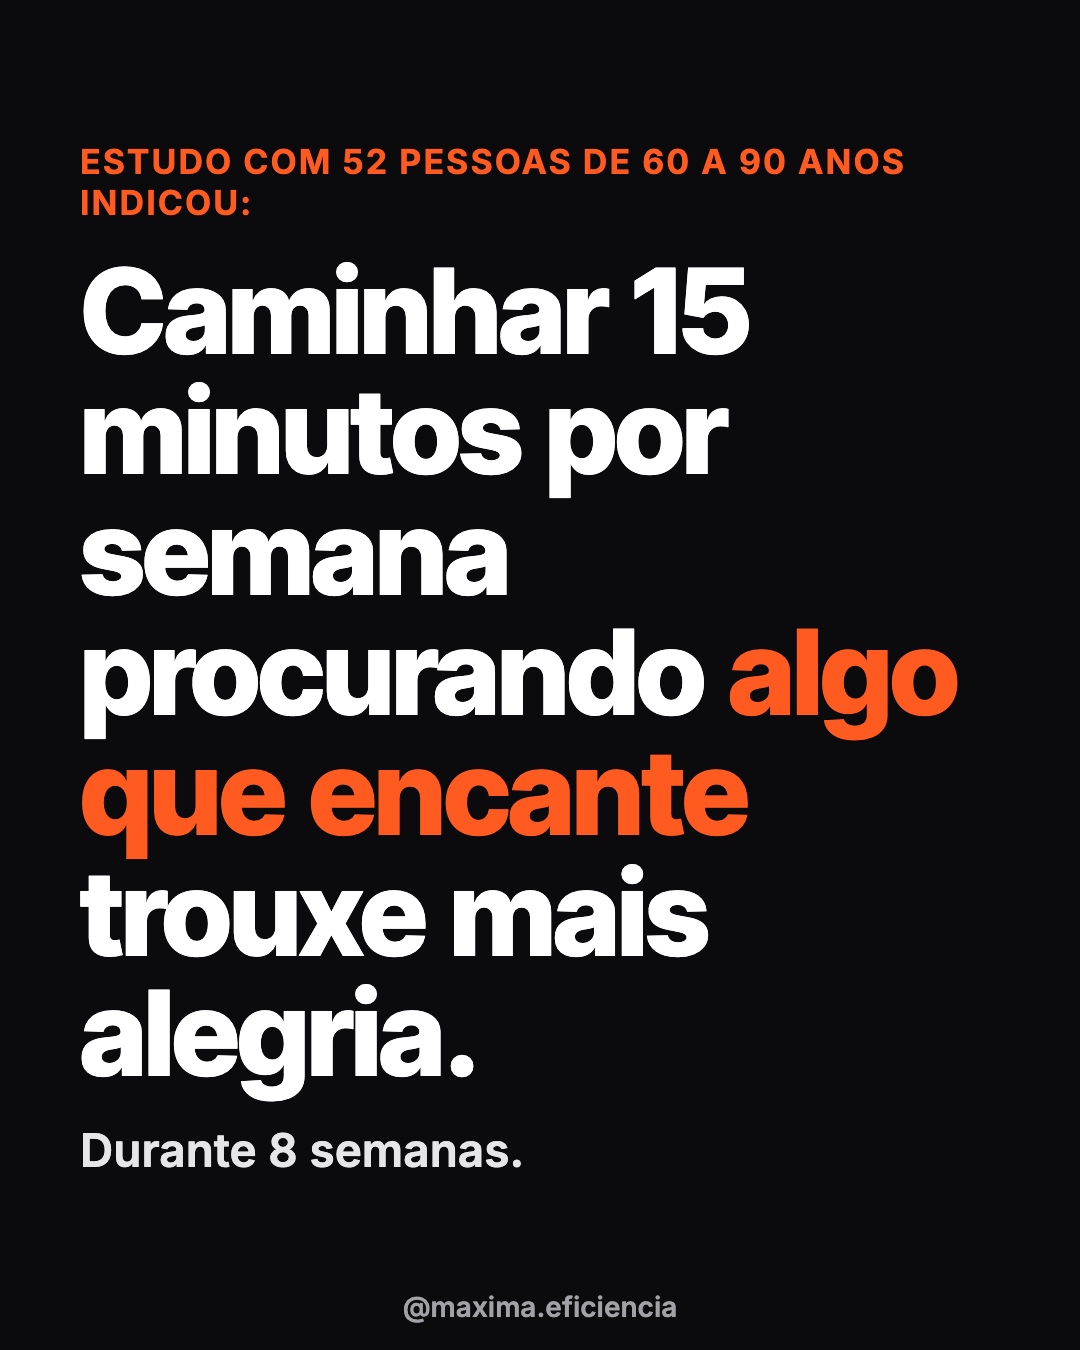 ESTUDO COM 52 PESSOAS DE 60 A 90 ANOS
INDICOU:
Caminhar 15
minutos por
semana
procurando algo
que encante
trouxe mais
alegria.
Durante 8 semanas.
@maxima.eficiencia